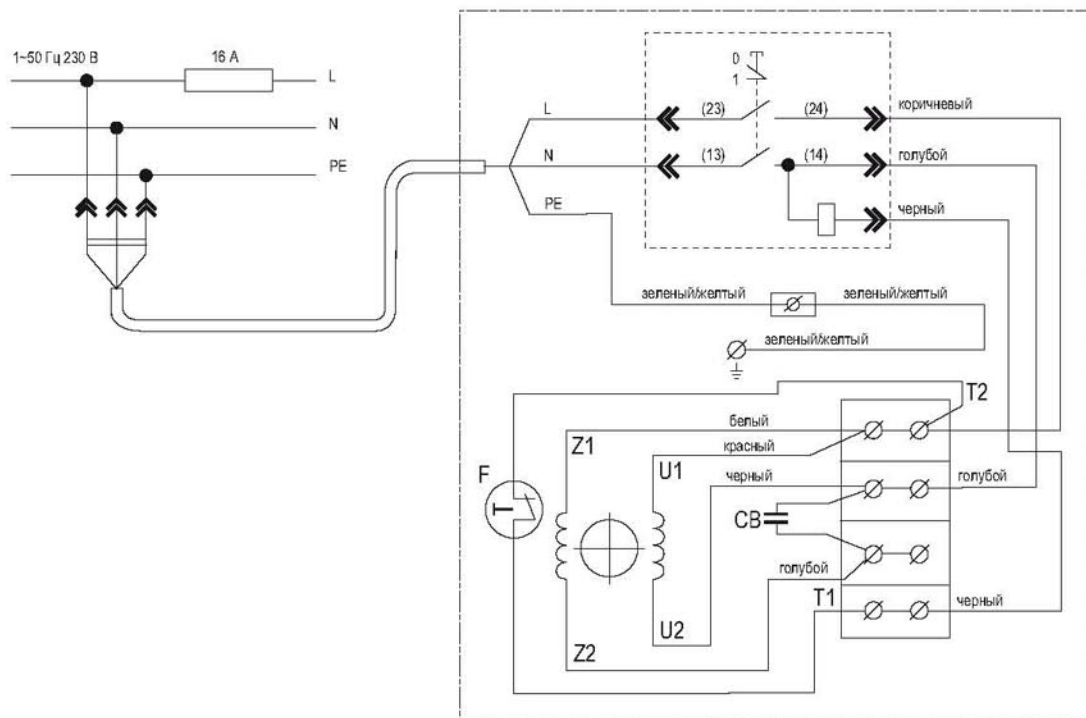 1~50 Гц 230 В
16 А
L
N
PE
0
1
L
(23)
(24)
коричневый
N
(13)
(14)
голубой
PE
черный
зеленый/желтый
зеленый/желтый
зеленый/желтый
T2
белый
Z1
красный
F
U1
черный
голубой
CB
голубой
T1
черный
U2
Z2